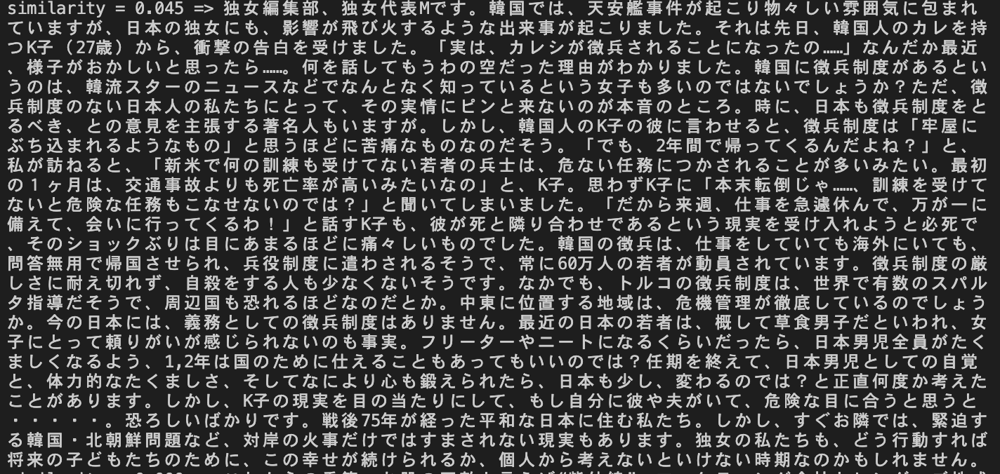 similarity = 0.045 => 独女編集部、独女代表Mです。韓国では、天安艦事件が起こり物々しい雰囲気に包まれ
ていますが、日本の独女にも、影響が飛び火するような出来事が起こりました。それは先日、韓国人のカレを持
つK子（27歳）から、衝撃の告白を受けました。「実は、カレシが徴兵されることになったの……」なんだか最近
、様子がおかしいと思ったら……。何を話してもうわの空だった理由がわかりました。韓国に徴兵制度があるとい
うのは、韓流スターのニュースなどでなんとなく知っているという女子も多いのではないでしょうか？ただ、徴
兵制度のない日本人の私たちにとって、その実情にピンと来ないのが本音のところ。時に、日本も徴兵制度をと
るべき、との意見を主張する著名人もいますが。しかし、韓国人のK子の彼に言わせると、徴兵制度は「牢屋に
ぶち込まれるようなもの」と思うほどに苦痛なものなのだそう。「でも、2年間で帰ってくるんだよね？」と、
私が訪ねると、「新米で何の訓練も受けてない若者の兵士は、危ない任務につかされることが多いみたい。最初
の１ヶ月は、交通事故よりも死亡率が高いみたいなの」と、K子。思わずK子に「本末転倒じゃ……、訓練を受けて
ないと危険な任務もこなせないのでは？」と聞いてしまいました。「だから来週、仕事を急遽休んで、万が一に
備えて、会いに行ってくるわ！」と話すK子も、彼が死と隣り合わせであるという現実を受け入れようと必死で
、そのショックぶりは目にあまるほどに痛々しいものでした。韓国の徴兵は、仕事をしていても海外にいても、
問答無用で帰国させられ、兵役制度に遣わされるそうで、常に60万人の若者が動員されています。徴兵制度の厳
しさに耐え切れず、自殺をする人も少なくないそうです。なかでも、トルコの徴兵制度は、世界で有数のスパル
タ指導だそうで、周辺国も恐れるほどなのだとか。中東に位置する地域は、危機管理が徹底しているのでしょう
か。今の日本には、義務としての徴兵制度はありません。最近の日本の若者は、概して草食男子だといわれ、女
子にとって頼りがいが感じられないのも事実。フリーターやニートになるくらいだったら、日本男児全員がたく
ましくなるよう、1,2年は国のために仕えることもあってもいいのでは？任期を終えて、日本男児としての自覚
と、体力的なたくましさ、そしてなにより心も鍛えられたら、日本も少し、変わるのでは？と正直何度か考えた
ことがあります。しかし、K子の現実を目の当たりにして、もし自分に彼や夫がいて、危険な目に合うと思うと
・・・・・。恐ろしいばかりです。戦後75年が経った平和な日本に住む私たち。しかし、すぐお隣では、緊迫す
る韓国・北朝鮮問題など、対岸の火事だけではすまされない現実もあります。独女の私たちも、どう行動すれば
将来の子どもたちのために、この幸せが続けられるか、個人から考えないといけない時期なのかもしれません。